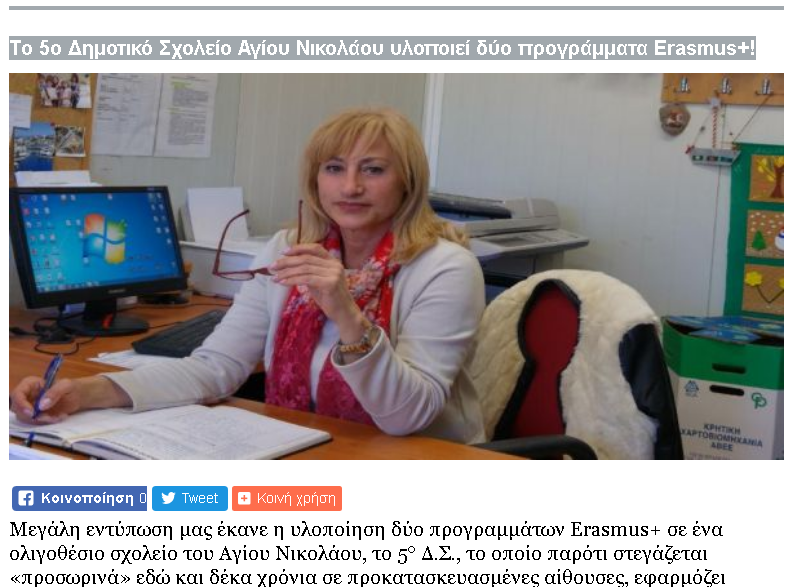 Το 5ο Δημοτικό Σχολείο Αγίου Νικολάου υλοποιεί δύο προγράμματα Erasmus+!
ΚΡΗΤΙΚΗ
ΧΑΡΤΟΒΙΟΜΗΧΑΝΙΑ
ΑΒΕΕ
Κοινοποίηση 0
Tweet
Κοινή χρήση
Μεγάλη εντύπωση μας έκανε η υλοποίηση δύο προγραμμάτων Erasmus+ σε ένα
ολιγοθέσιο σχολείο του Αγίου Νικολάου, το 5° Δ.Σ., το οποίο παρότι στεγάζεται
«προσωρινά» εδώ και δέκα χρόνια σε προκατασκευασμένες αίθουσες, εφαρμόζει